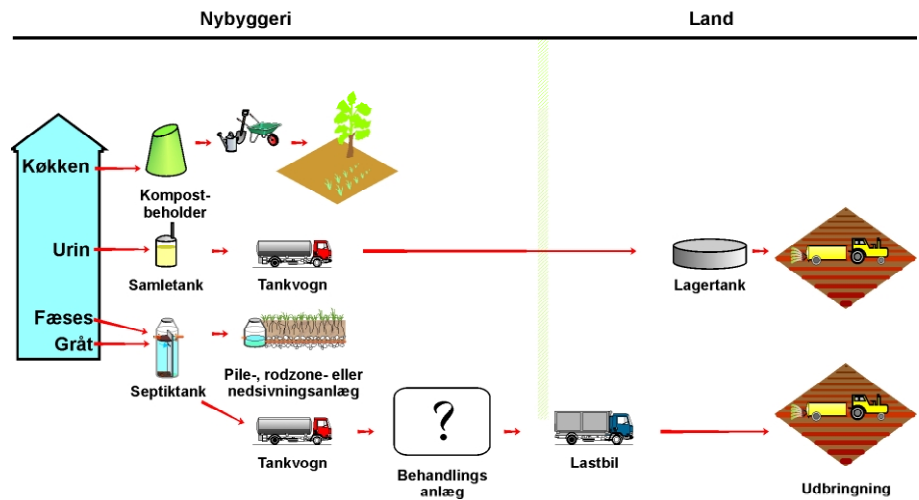 Nybyggeri
Land
Køkken
Kompost-
beholder
Urin
Samletank
Tankvogn
Lagertank
Fæses
Gråt
Septiktank
Pile-, rodzone- eller
nedsivningsanlæg
Tankvogn
?
Behandlings
anlæg
Lastbil
Udbringning